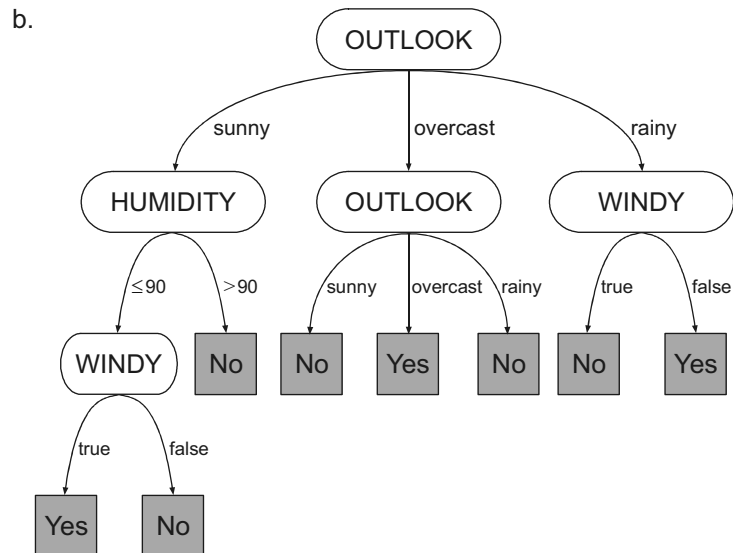 b.
OUTLOOK
sunny
overcast
rainy
HUMIDITY
OUTLOOK
WINDY
≤90
>90
sunny
overcast
rainy
true
false
WINDY
No
No
Yes
No
No
Yes
true
false
Yes
No